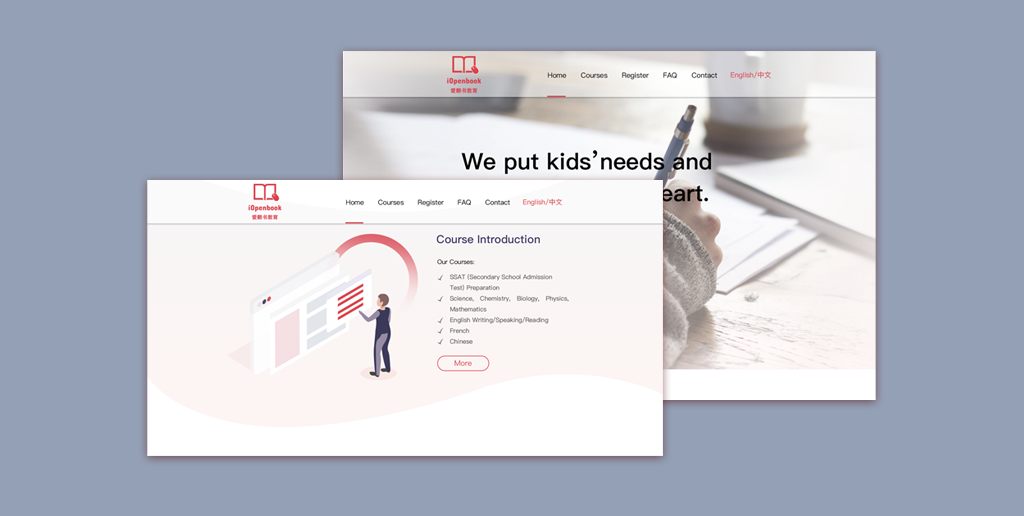 iOpenbook
爱翻书教育
Home Courses Register FAQ Contact English/中文
We put kids’needs and
eart.
iOpenbook
爱翻书教育
Home Courses Register FAQ Contact English/中文
Course Introduction
Our Courses:
SSAT (Secondary School Admission
Test) Preparation
Science, Chemistry, Biology, Physics,
Mathematics
English Writing/Speaking/Reading
French
Chinese
More